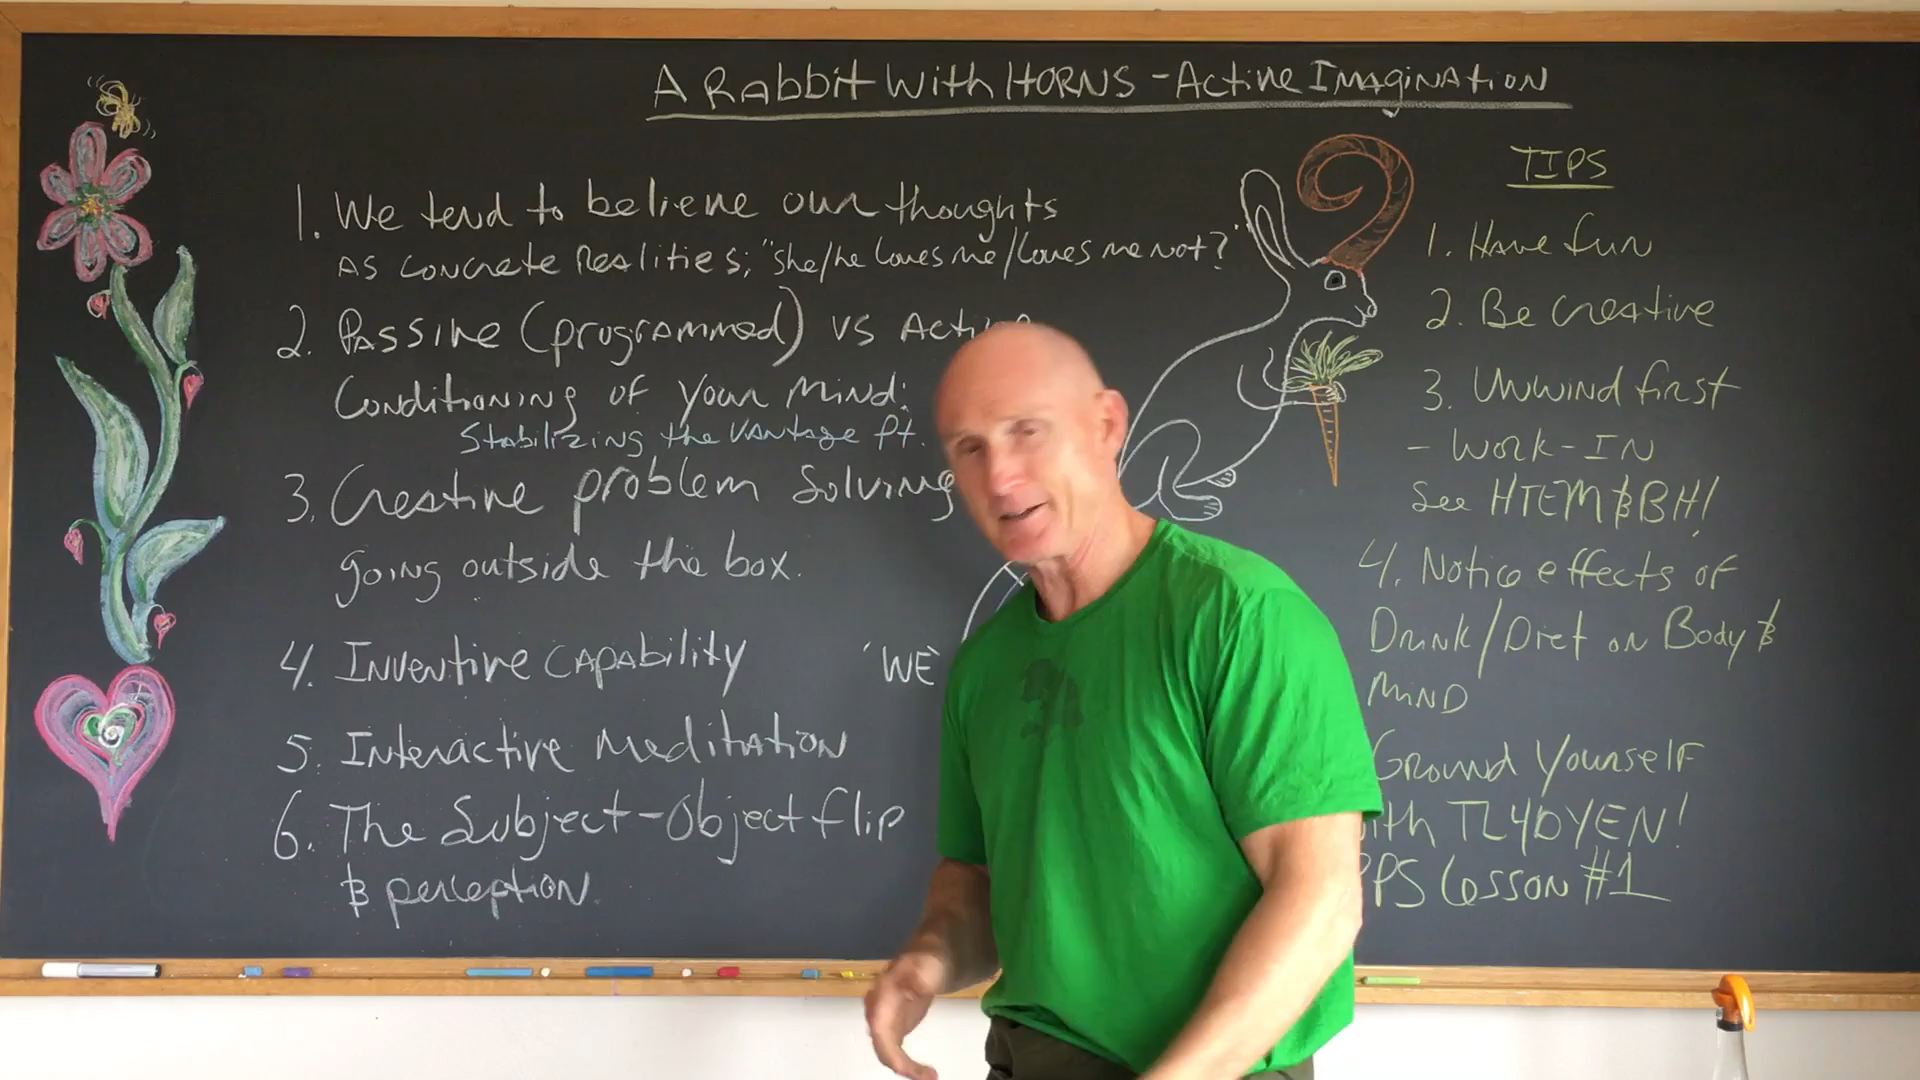 A Rabbit With HORNS - Active IMAgiNATION
1. We tend to believe our thoughts
AS CONCRETE REALITIES; "She/he Loves me/Loves me not?"
2. PASSIVE (programmed) VS Active
Conditioning of Your Mind:
Stabilizing the VANTAGE Pt.
3. Creative problem Solving
going outside the box.
4. INVENTIVE CAPABILITY
'WE'
5. Interactive Meditation
6. The Subject-Object flip
& perception.
TIPS
1. Have fun
2. Be Creative
3. Unwind first
- WORK-IN
See HTEM&BH!
4. Notice effects of
Drink/Diet on Body &
MIND
Ground Yourself
with TL4DYEN!
PPS Lesson #1